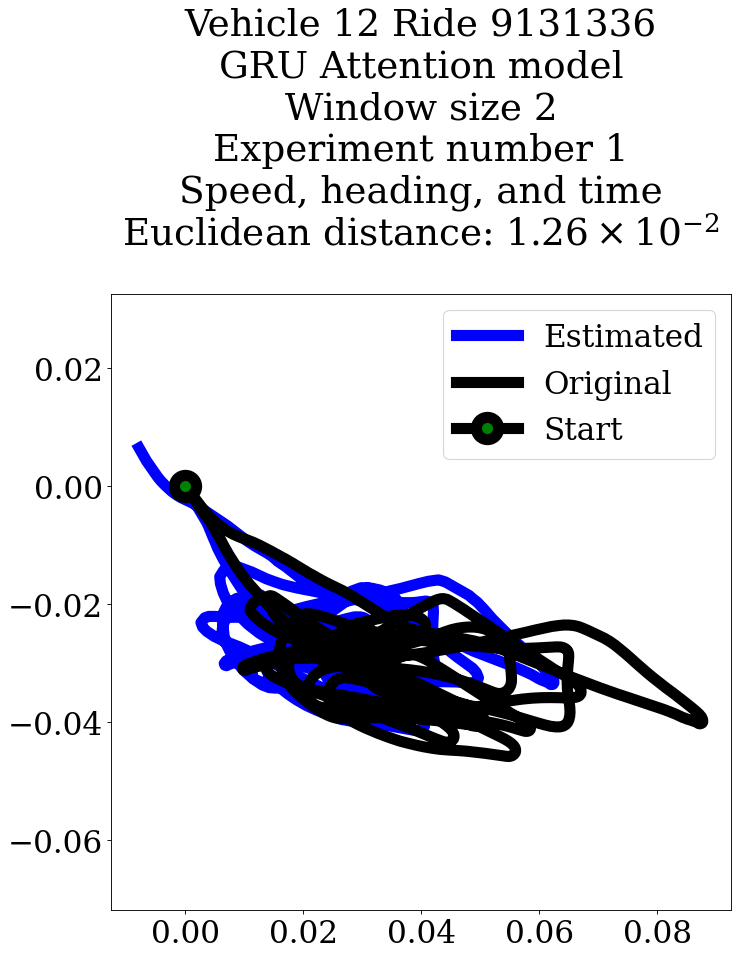 Vehicle 12 Ride 9131336
GRU Attention model
Window size 2
Experiment number 1
Speed, heading, and time
Euclidean distance: 1.26 × 10⁻²
Estimated
Original
Start
0.02
0.00
−0.02
−0.04
−0.06
0.00 0.02 0.04 0.06 0.08